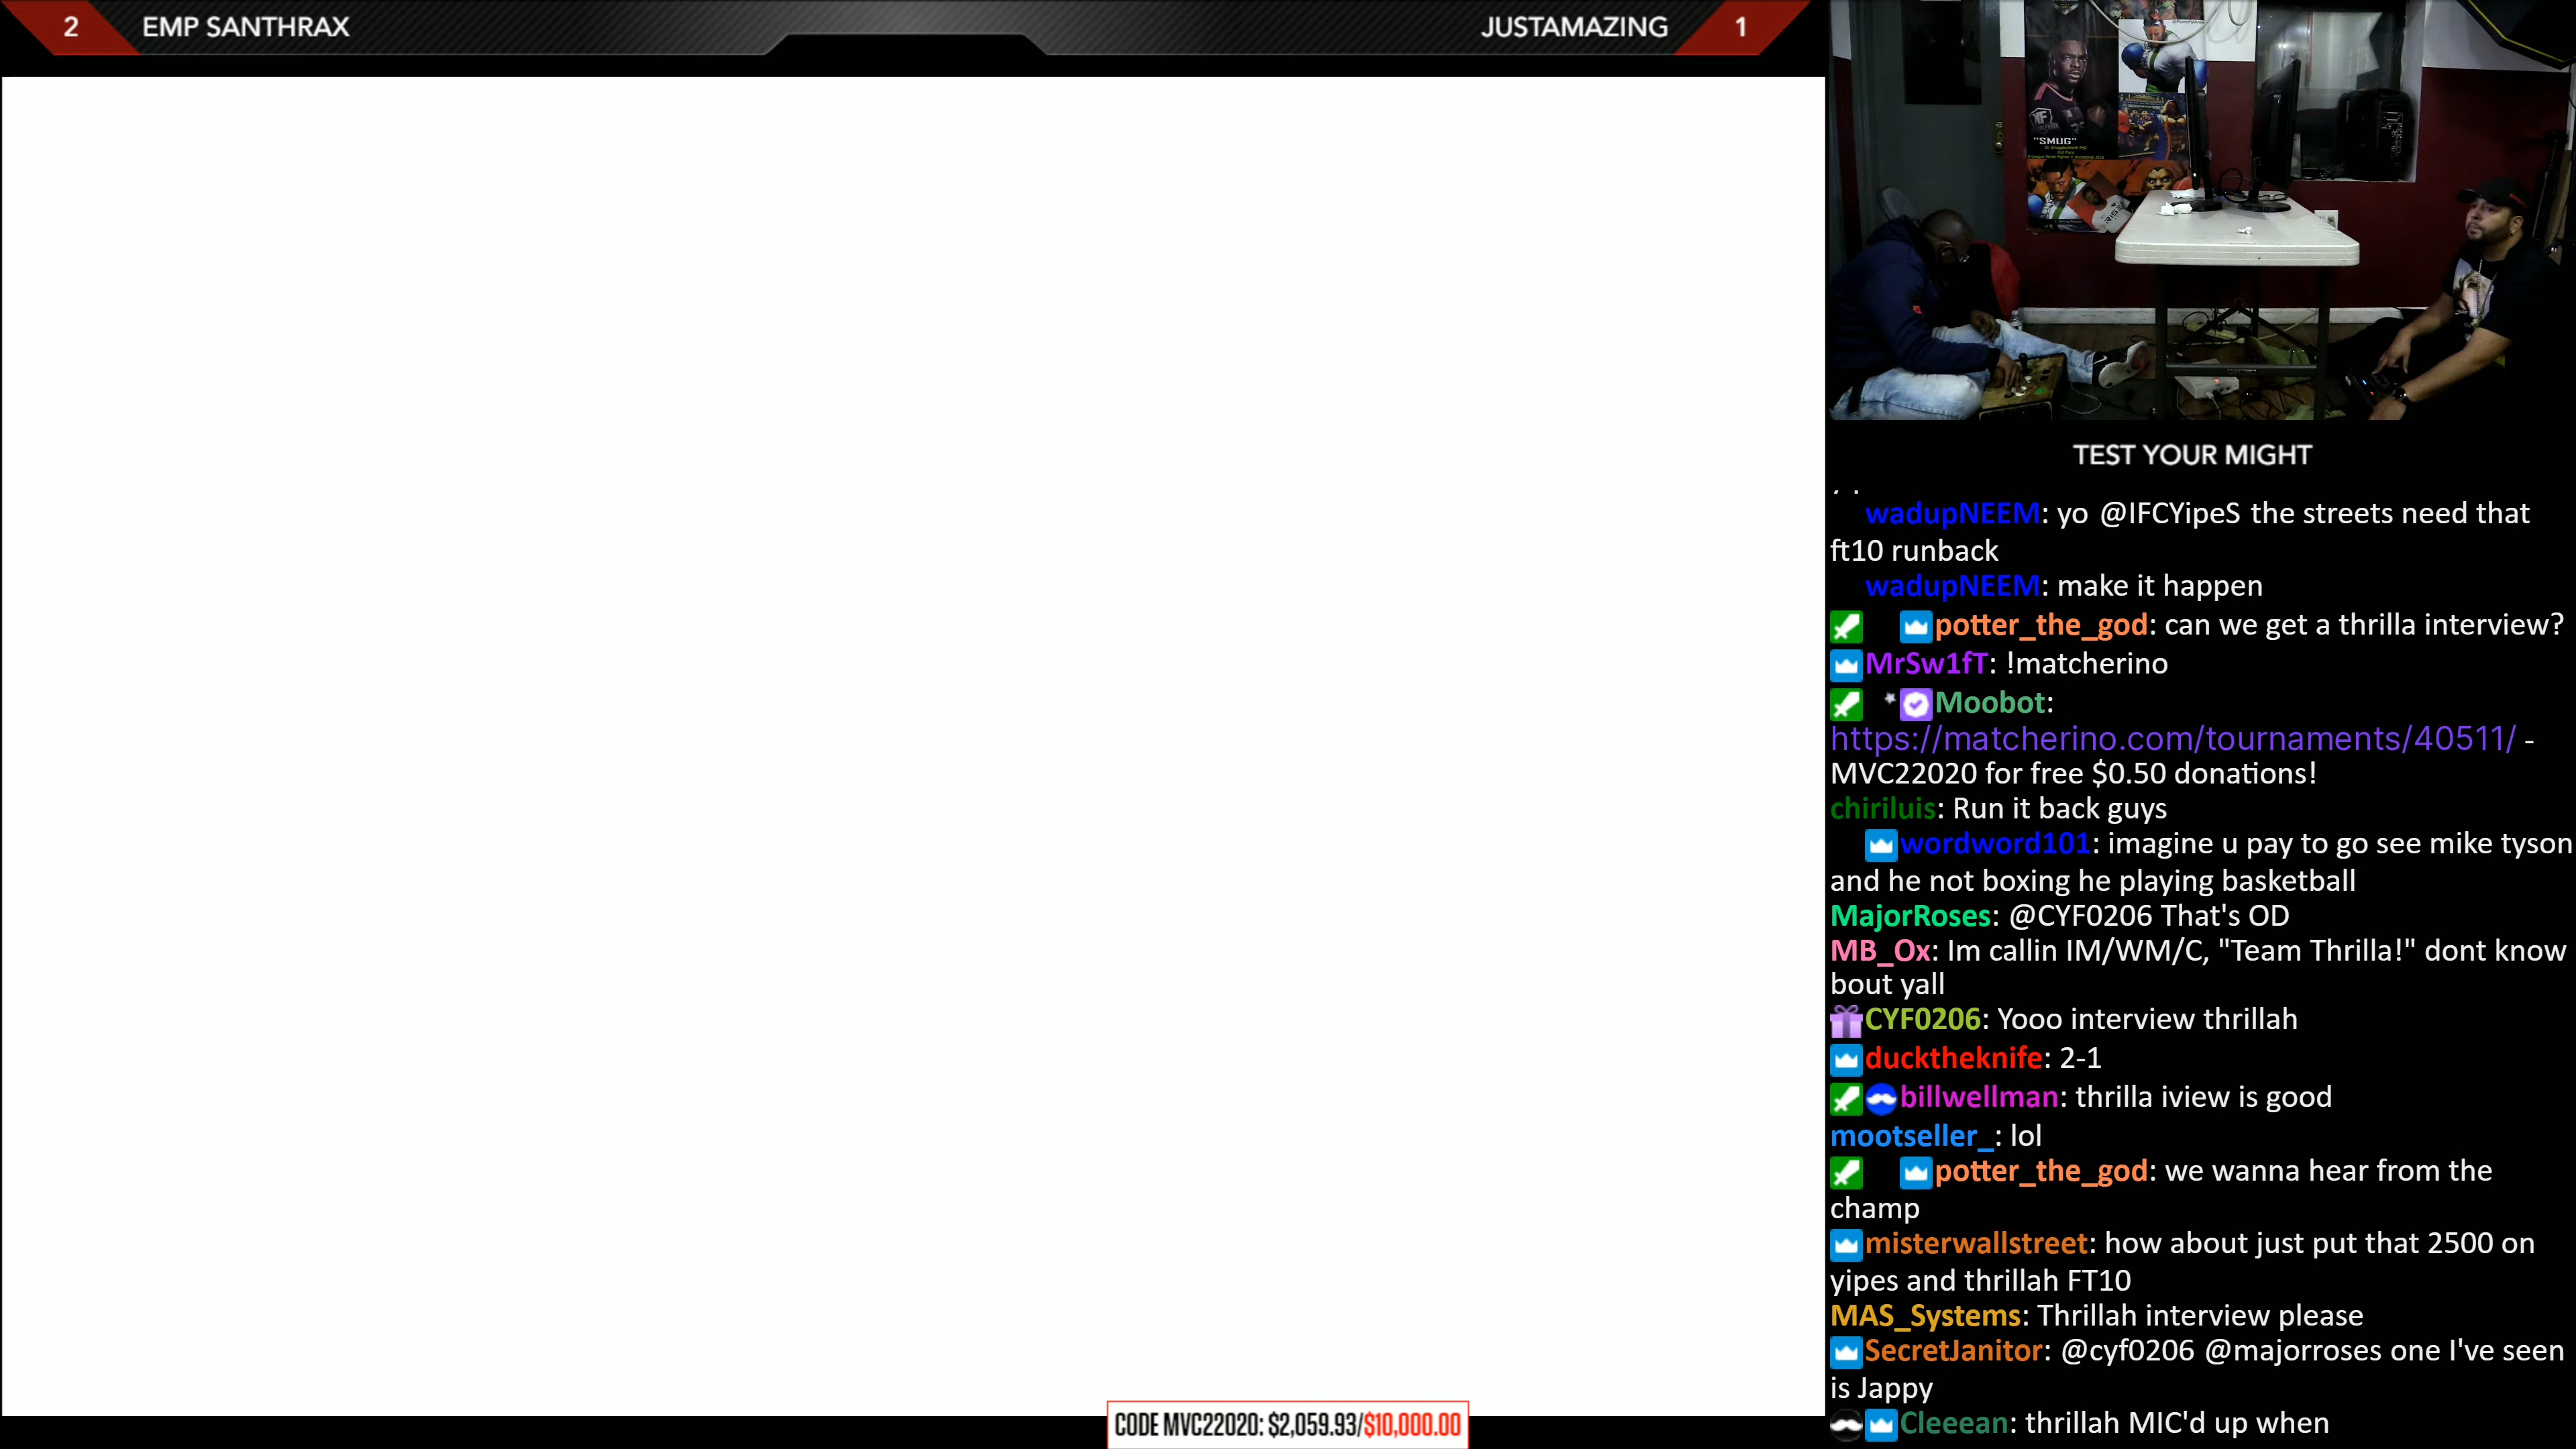 2 EMP SANTHRAX JUSTAMAZING 1
"SMUG"
TEST YOUR MIGHT
wadupNEEM: yo @IFCYipeS the streets need that
ft10 runback
wadupNEEM: make it happen
potter_the_god: can we get a thrilla interview?
MrSw1fT: !matcherino
Moobot:
https://matcherino.com/tournaments/40511/ -
MVC22020 for free $0.50 donations!
chiriluis: Run it back guys
wordword101: imagine u pay to go see mike tyson
and he not boxing he playing basketball
MajorRoses: @CYF0206 That's OD
MB_Ox: Im callin IM/WM/C, "Team Thrilla!" dont know
bout yall
CYF0206: Yooo interview thrillah
ducktheknife: 2-1
billwellman: thrilla iview is good
mootseller_: lol
potter_the_god: we wanna hear from the
champ
misterwallstreet: how about just put that 2500 on
yipes and thrillah FT10
MAS_Systems: Thrillah interview please
SecretJanitor: @cyf0206 @majorroses one I've seen
is Jappy
Cleeean: thrillah MIC'd up when
CODE MVC22020: $2,059.93/$10,000.00